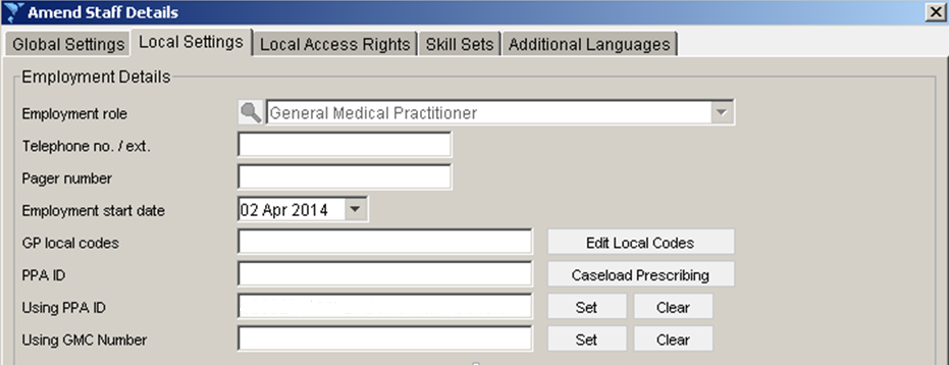 Amend Staff Details
Global Settings Local Settings Local Access Rights Skill Sets Additional Languages
Employment Details
Employment role General Medical Practitioner
Telephone no. / ext.
Pager number
Employment start date 02 Apr 2014
GP local codes Edit Local Codes
PPA ID Caseload Prescribing
Using PPA ID Set Clear
Using GMC Number Set Clear